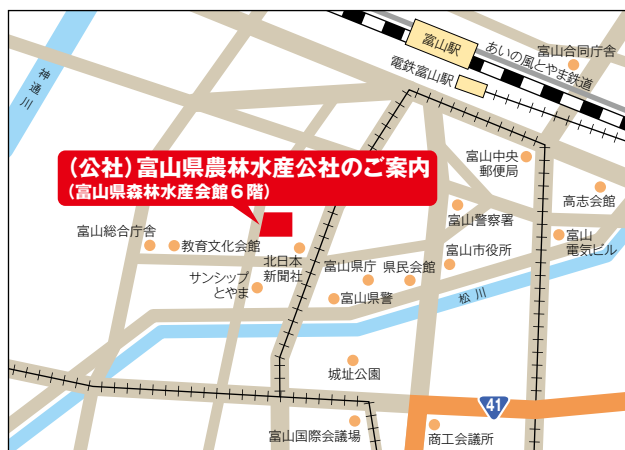 富山駅
あいの風とやま鉄道
富山合同庁舎
電鉄富山駅
神通川
(公社)富山県農林水産公社のご案内
(富山県森林水産会館6階)
富山中央
郵便局
高志会館
富山警察署
富山
電気ビル
富山総合庁舎
教育文化会館
北日本
新聞社
富山県庁
県民会館
富山市役所
サンシップ
とやま
富山県警
松川
城址公園
41
富山国際会議場
商工会議所